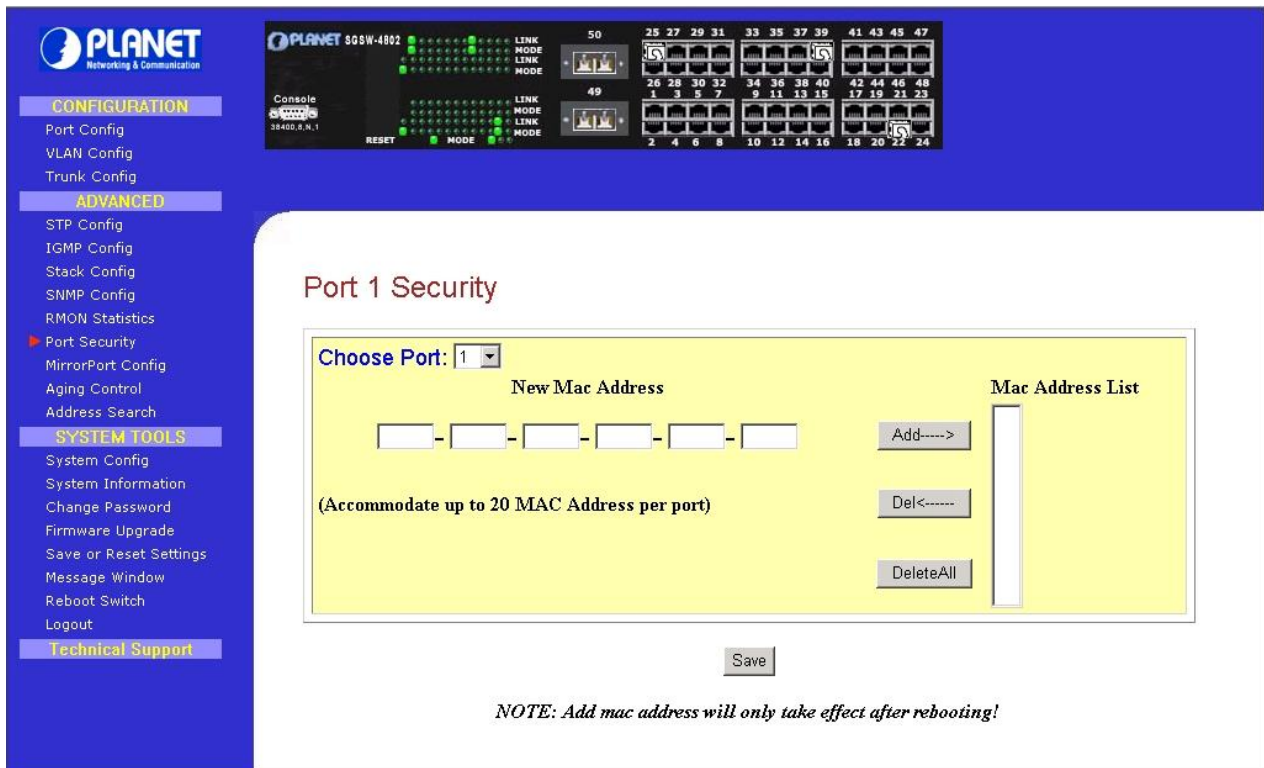 PLANET
Networking & Communication
CONFIGURATION
Port Config
VLAN Config
Trunk Config
ADVANCED
STP Config
IGMP Config
Stack Config
SNMP Config
RMON Statistics
Port Security
MirrorPort Config
Aging Control
Address Search
SYSTEM TOOLS
System Config
System Information
Change Password
Firmware Upgrade
Save or Reset Settings
Message Window
Reboot Switch
Logout
Technical Support
PLANET SGSW-4802
LINK
MODE
LINK
MODE
Console
38400,8,N,1
LINK
MODE
LINK
MODE
RESET MODE
50
49
25 27 29 31 33 35 37 39 41 43 45 47
26 28 30 32 34 36 38 40 42 44 46 48
1 3 5 7 9 11 13 15 17 19 21 23
2 4 6 8 10 12 14 16 18 20 22 24
Port 1 Security
Choose Port: 1
New Mac Address Mac Address List
- - - - - Add----->
(Accommodate up to 20 MAC Address per port) Del<------
DeleteAll
Save
NOTE: Add mac address will only take effect after rebooting!